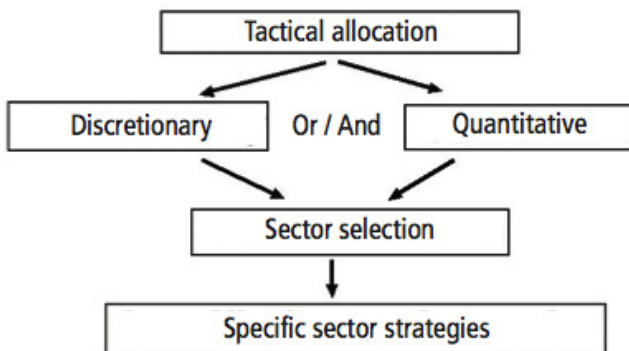 Tactical allocation
Discretionary Or / And Quantitative
Sector selection
Specific sector strategies